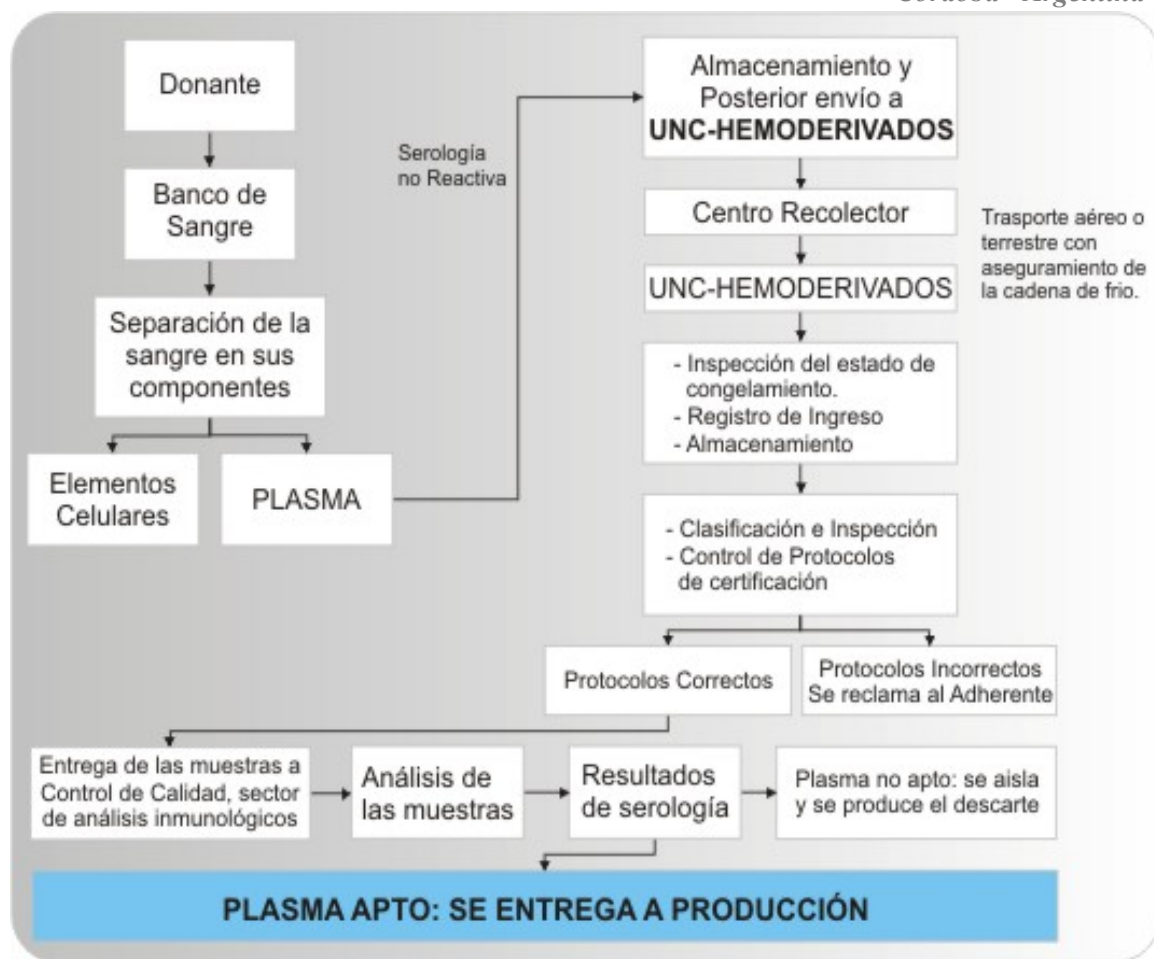 Córdoba - Argentina
Donante
Banco de
Sangre
Separación de la
sangre en sus
componentes
Elementos
Celulares
PLASMA
Serología
no Reactiva
Almacenamiento y
Posterior envío a
UNC-HEMODERIVADOS
Centro Recolector
Trasporte aéreo o
terrestre con
aseguramiento de
la cadena de frio.
UNC-HEMODERIVADOS
- Inspección del estado de
congelamiento.
- Registro de Ingreso
- Almacenamiento
- Clasificación e Inspección
- Control de Protocolos
de certificación
Protocolos Correctos
Protocolos Incorrectos
Se reclama al Adherente
Entrega de las muestras a
Control de Calidad, sector
de análisis inmunológicos
Análisis de
las muestras
Resultados
de serología
Plasma no apto: se aisla
y se produce el descarte
PLASMA APTO: SE ENTREGA A PRODUCCIÓN